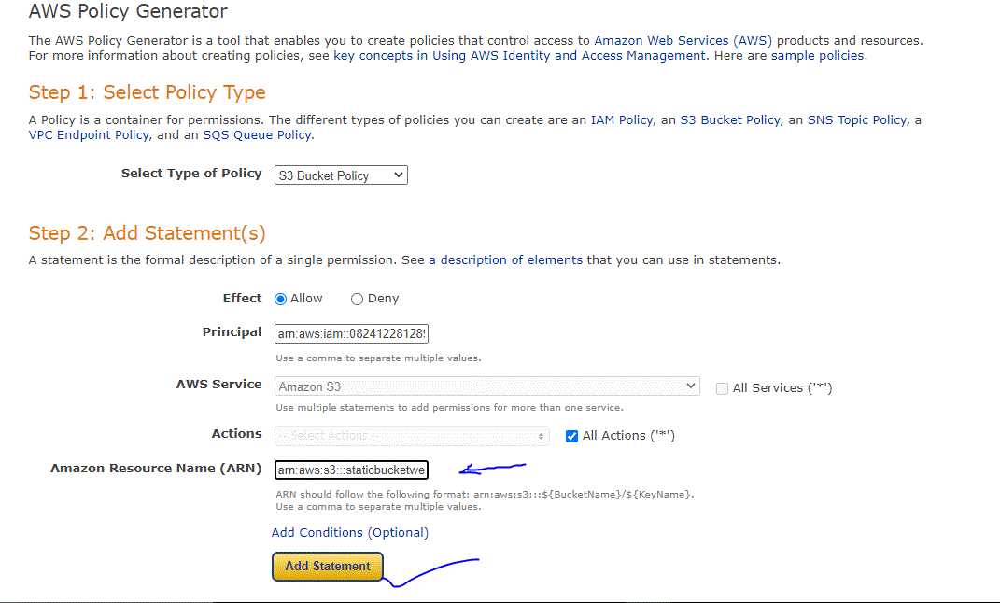 AWS Policy Generator
The AWS Policy Generator is a tool that enables you to create policies that control access to Amazon Web Services (AWS) products and resources.
For more information about creating policies, see key concepts in Using AWS Identity and Access Management. Here are sample policies.
Step 1: Select Policy Type
A Policy is a container for permissions. The different types of policies you can create are an IAM Policy, an S3 Bucket Policy, an SNS Topic Policy, a
VPC Endpoint Policy, and an SQS Queue Policy.
Select Type of Policy S3 Bucket Policy
Step 2: Add Statement(s)
A statement is the formal description of a single permission. See a description of elements that you can use in statements.
Effect Allow Deny
Principal arn:aws:iam::082412281289
Use a comma to separate multiple values.
AWS Service Amazon S3 All Services ('*')
Use multiple statements to add permissions for more than one service.
Actions -- Select Actions -- All Actions ('*')
Amazon Resource Name (ARN) arn:aws:s3:::staticbucketwe
ARN should follow the following format: arn:aws:s3:::${BucketName}/${KeyName}.
Use a comma to separate multiple values.
Add Conditions (Optional)
Add Statement